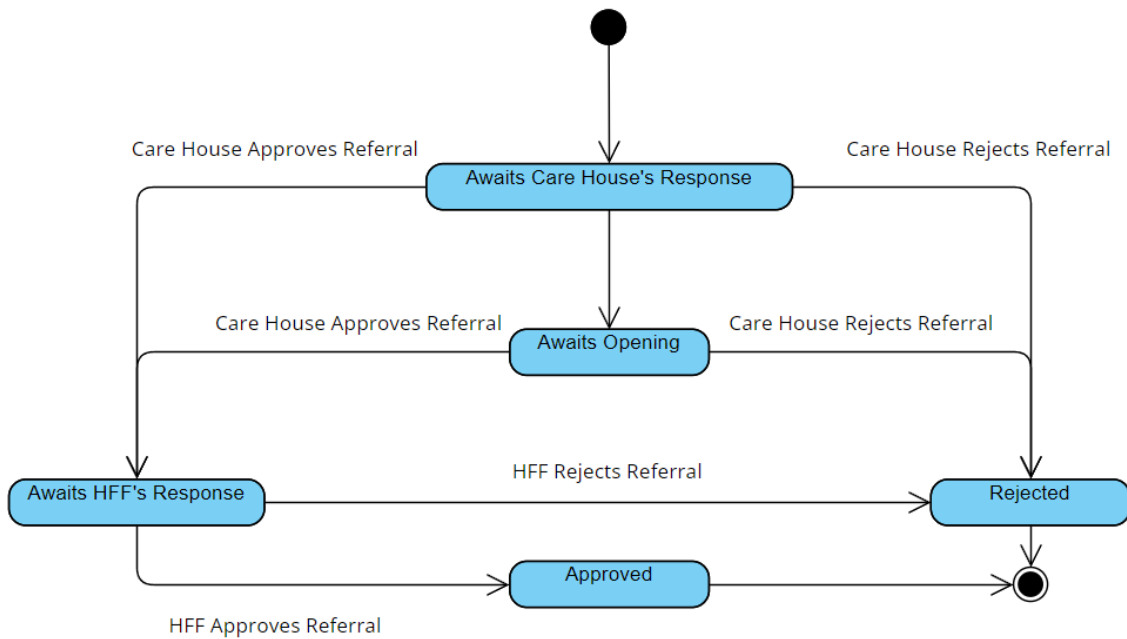 Care House Approves Referral
Care House Rejects Referral
Awaits Care House's Response
Care House Approves Referral
Care House Rejects Referral
Awaits Opening
HFF Rejects Referral
Awaits HFF's Response
Rejected
Approved
HFF Approves Referral